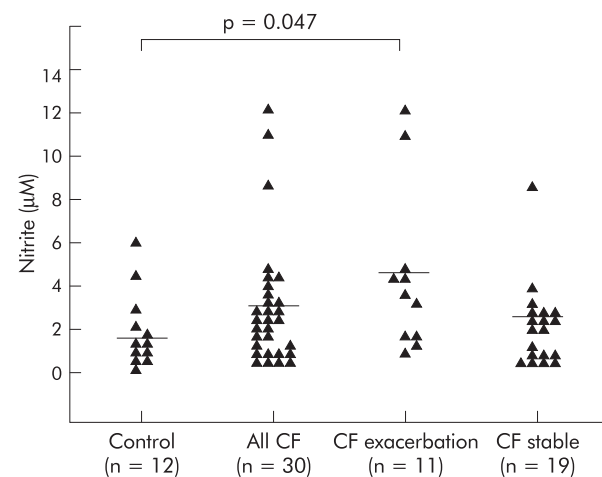 p = 0.047
14
12
10
8
6
4
2
0
Nitrite (µM)
Control
(n = 12)
All CF
(n = 30)
CF exacerbation
(n = 11)
CF stable
(n = 19)